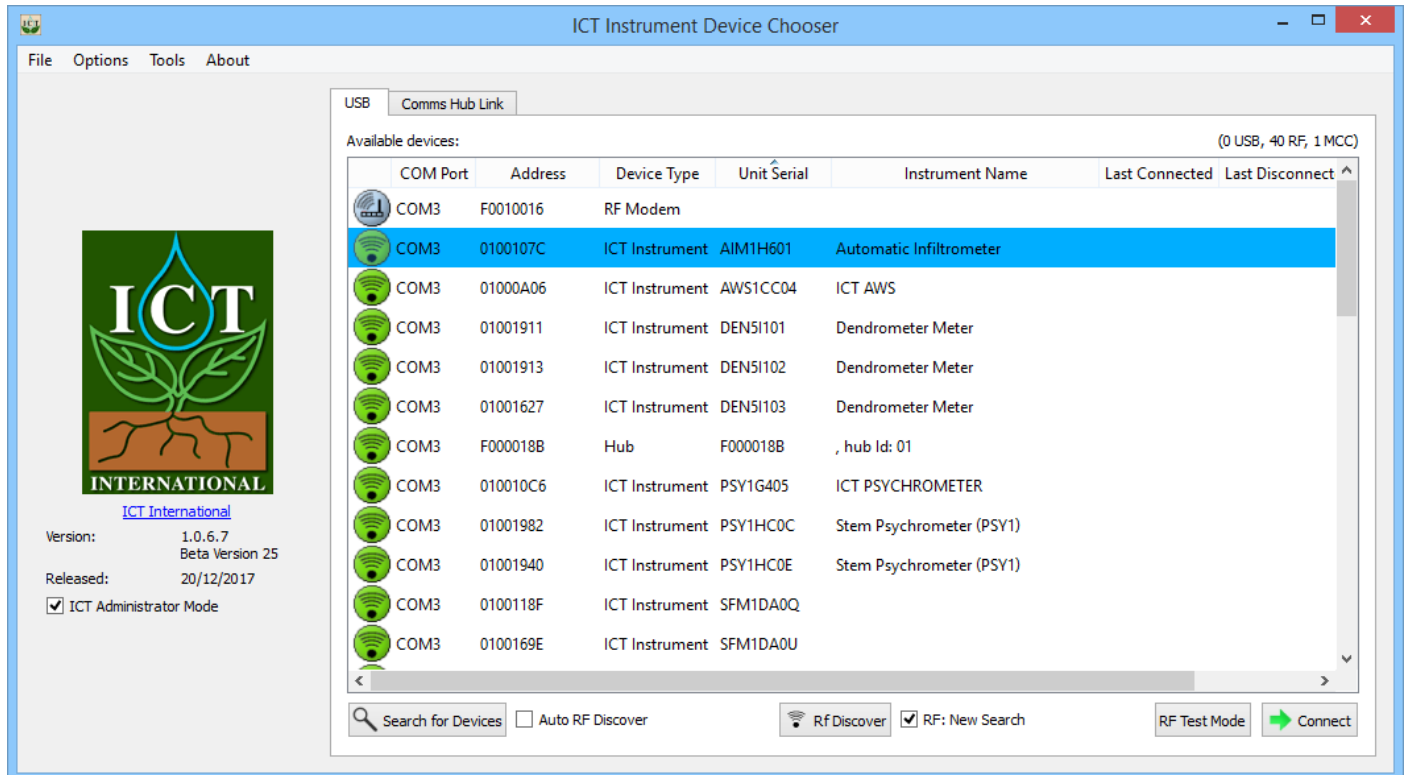 ICT Instrument Device Chooser
File Options Tools About
USB Comms Hub Link
Available devices: (0 USB, 40 RF, 1 MCC)
COM Port Address Device Type Unit Serial Instrument Name Last Connected Last Disconnect
COM3 F0010016 RF Modem
COM3 0100107C ICT Instrument AIM1H601 Automatic Infiltrometer
COM3 01000A06 ICT Instrument AWS1CC04 ICT AWS
COM3 01001911 ICT Instrument DEN5I101 Dendrometer Meter
COM3 01001913 ICT Instrument DEN5I102 Dendrometer Meter
COM3 01001627 ICT Instrument DEN5I103 Dendrometer Meter
COM3 F000018B Hub F000018B , hub Id: 01
COM3 010010C6 ICT Instrument PSY1G405 ICT PSYCHROMETER
COM3 01001982 ICT Instrument PSY1HC0C Stem Psychrometer (PSY1)
COM3 01001940 ICT Instrument PSY1HC0E Stem Psychrometer (PSY1)
COM3 0100118F ICT Instrument SFM1DA0Q
COM3 0100169E ICT Instrument SFM1DA0U
Search for Devices Auto RF Discover Rf Discover RF: New Search RF Test Mode Connect
ICT
INTERNATIONAL
ICT International
Version: 1.0.6.7
Beta Version 25
Released: 20/12/2017
ICT Administrator Mode